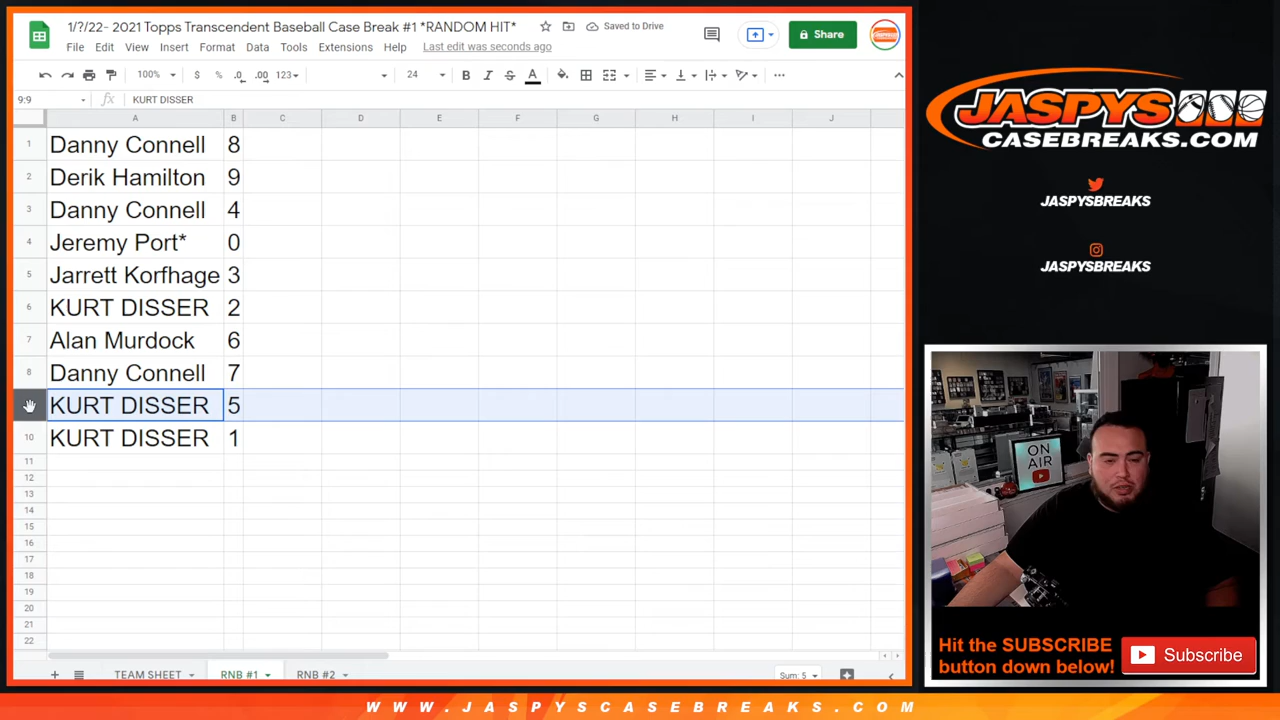 1/?/22- 2021 Topps Transcendent Baseball Case Break #1 *RANDOM HIT*
Saved to Drive
Share
File Edit View Insert Format Data Tools Extensions Help Last edit was seconds ago
100% $ % .0 .00 123 24 B I S A
9:9 fx KURT DISSER
A B C D E F G H I J
1 Danny Connell 8
2 Derik Hamilton 9
3 Danny Connell 4
4 Jeremy Port* 0
5 Jarrett Korfhage 3
6 KURT DISSER 2
7 Alan Murdock 6
8 Danny Connell 7
KURT DISSER 5
10 KURT DISSER 1
11
12
13
14
15
16
17
18
19
20
21
22
TEAM SHEET RNB #1 RNB #2 Sum: 5
JASPYS
CASEBREAKS.COM
JASPYSBREAKS
JASPYSBREAKS
ON
AIR
Hit the SUBSCRIBE
button down below!
Subscribe
WWW.JASPYSCASEBREAKS.COM